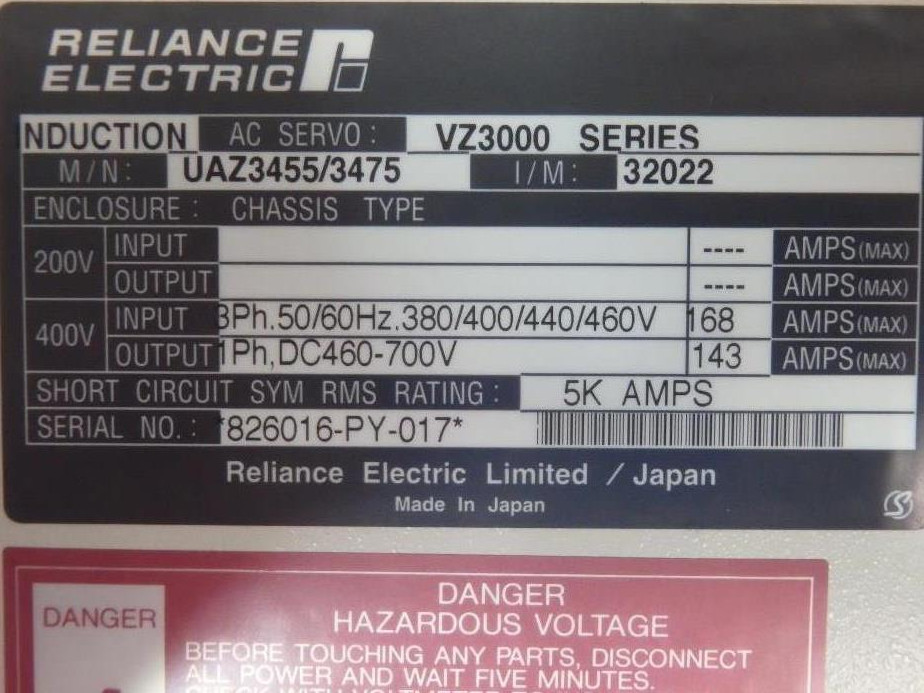 RELIANCE
ELECTRIC
INDUCTION AC SERVO: VZ3000 SERIES
M/N: UAZ3455/3475 I/M: 32022
ENCLOSURE: CHASSIS TYPE
200V INPUT ---- AMPS(MAX)
OUTPUT ---- AMPS(MAX)
400V INPUT 3Ph.50/60Hz.380/400/440/460V 168 AMPS(MAX)
OUTPUT 1Ph,DC460-700V 143 AMPS(MAX)
SHORT CIRCUIT SYM RMS RATING: 5K AMPS
SERIAL NO.: *826016-PY-017*
Reliance Electric Limited / Japan
Made In Japan
DANGER
DANGER
HAZARDOUS VOLTAGE
BEFORE TOUCHING ANY PARTS, DISCONNECT
ALL POWER AND WAIT FIVE MINUTES.